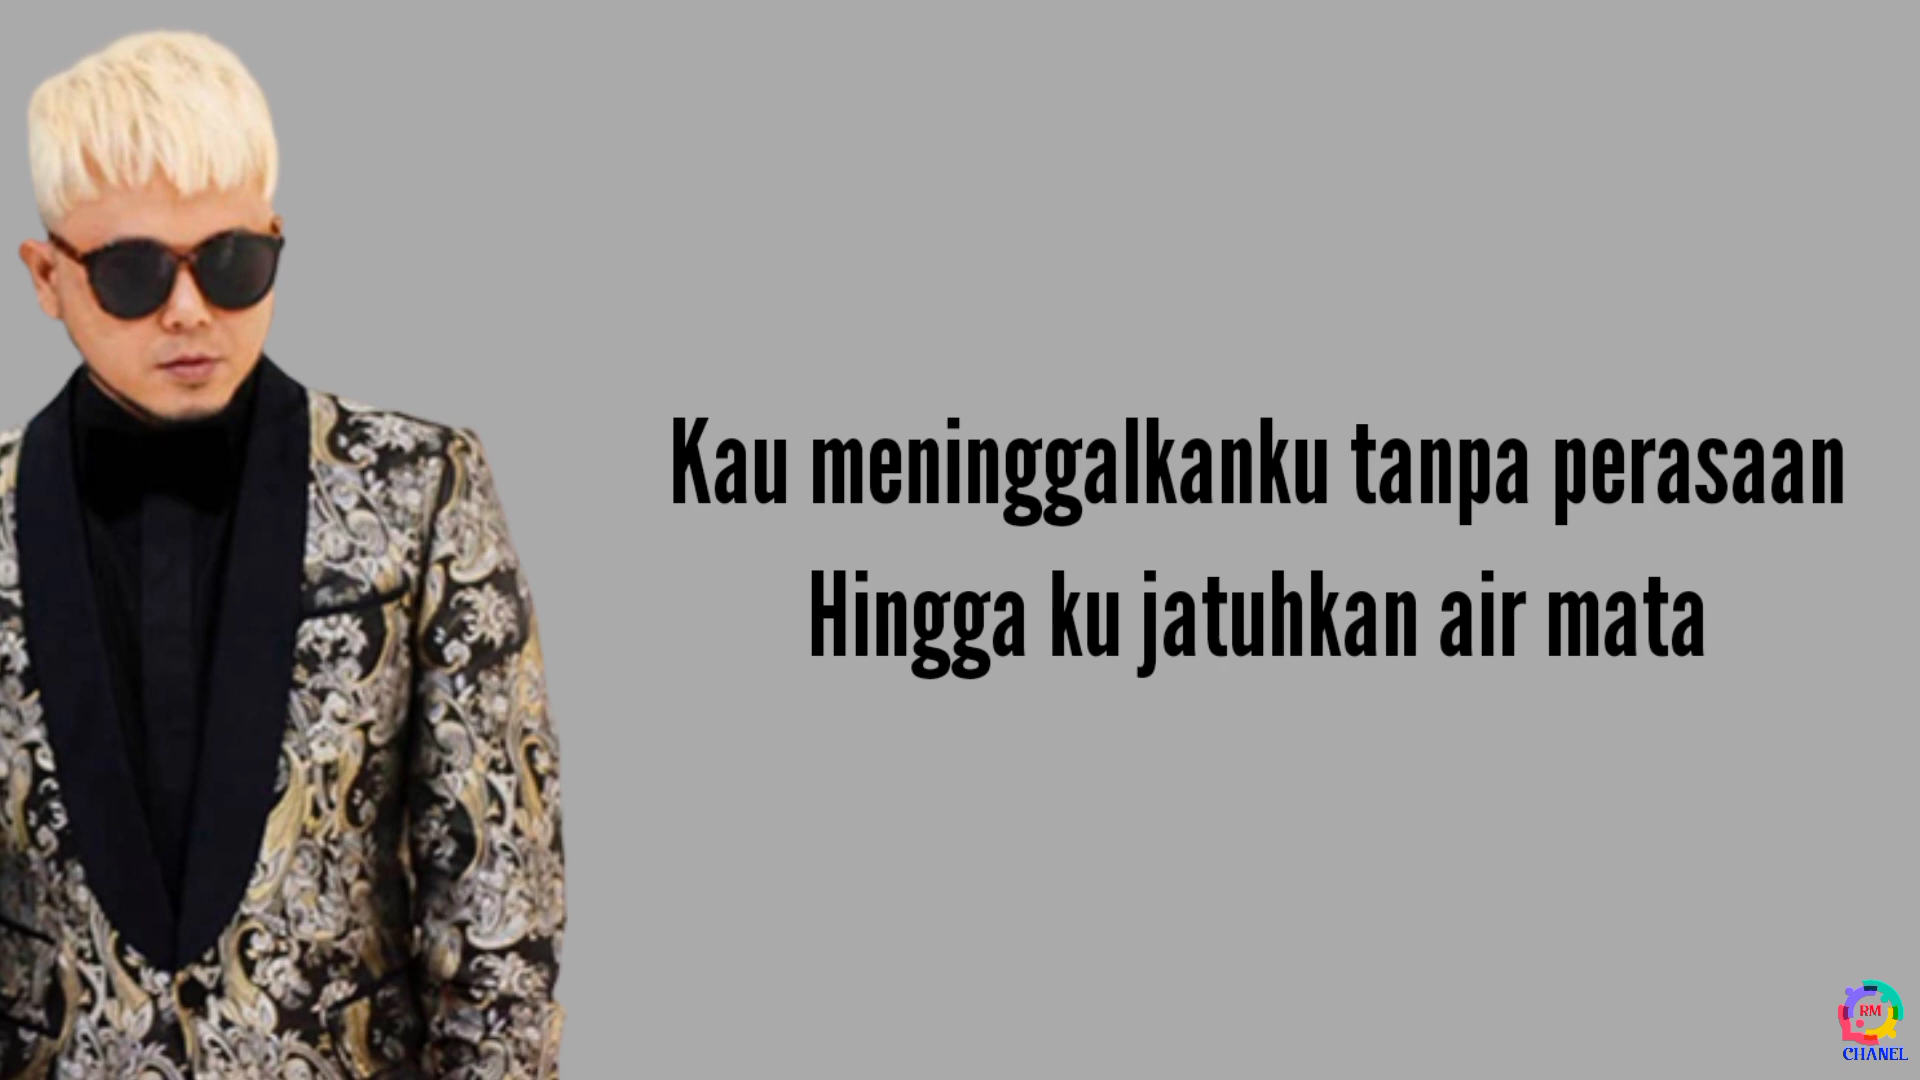 Kau meninggalkanku tanpa perasaan
Hingga ku jatuhkan air mata
RM
CHANEL